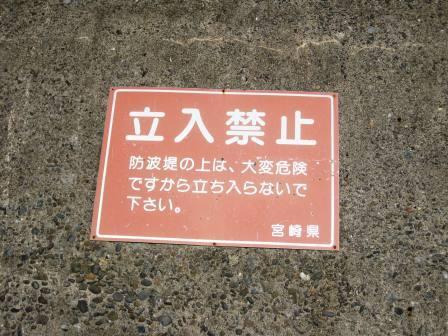 立入禁止
防波堤の上は、大変危険
ですから立ち入らないで
下さい。
宮崎県